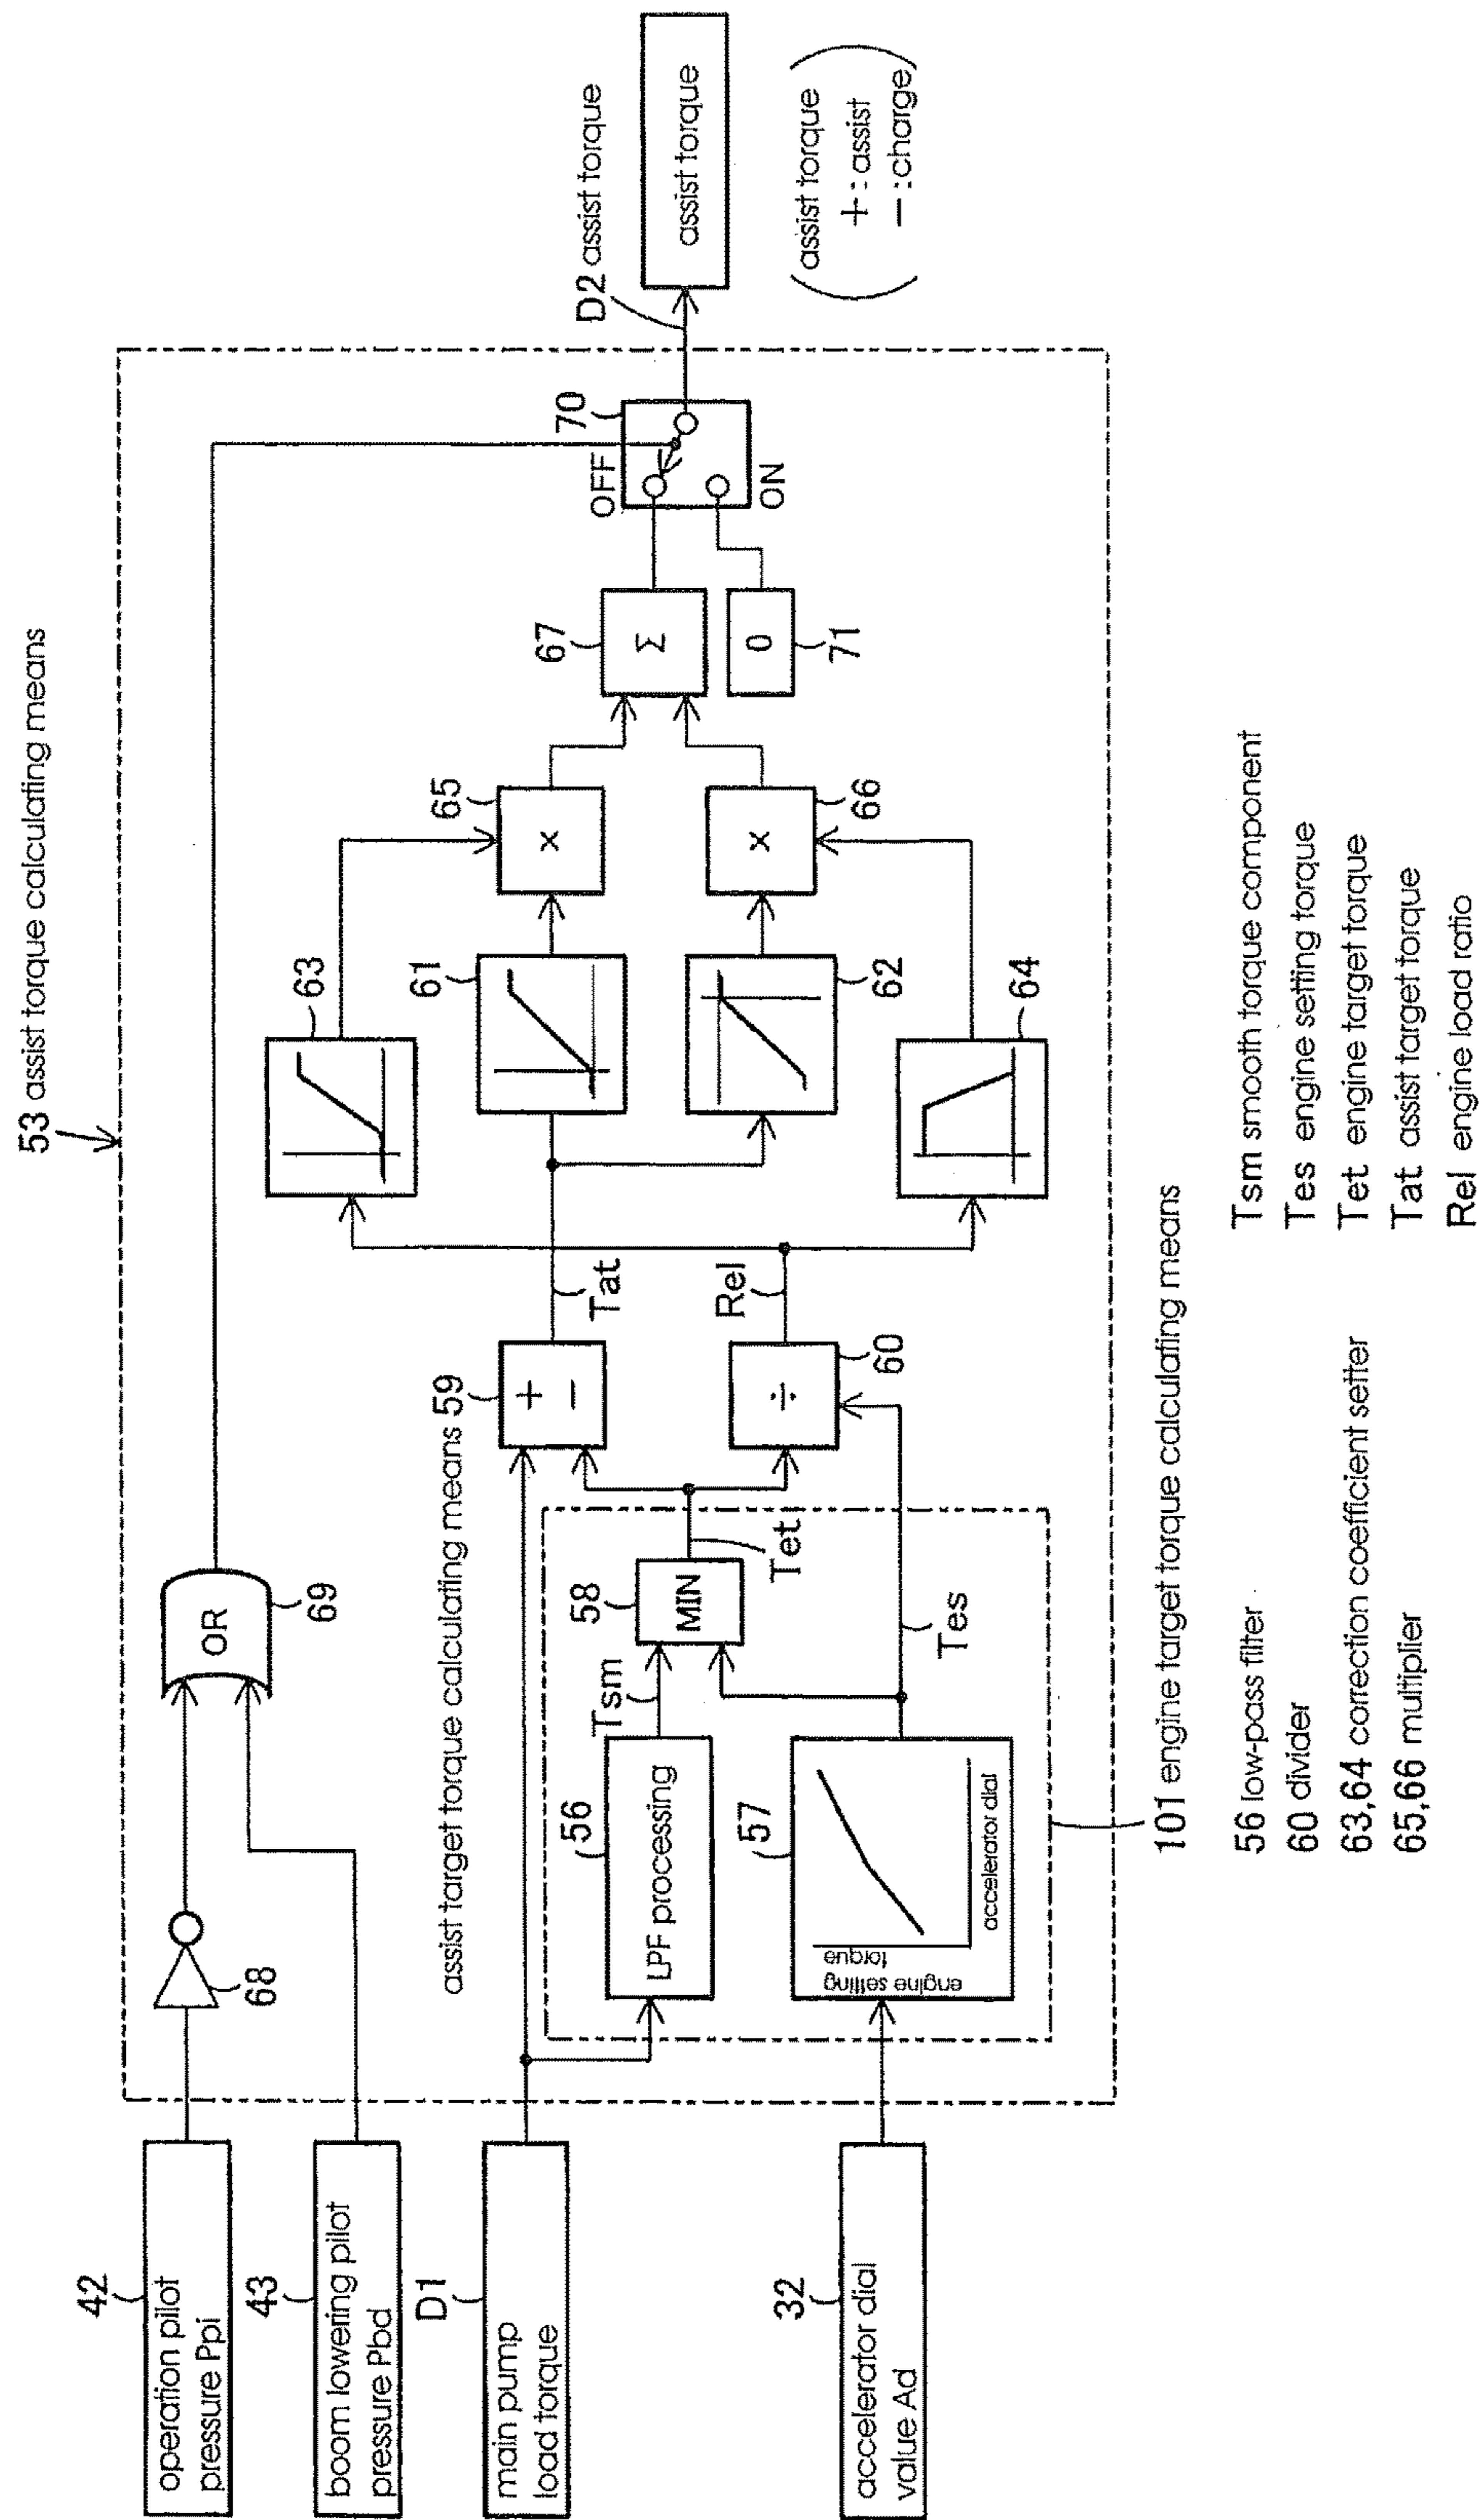 53 assist torque calculating means
42
operation pilot
pressure Ppi
43
boom lowering pilot
pressure Pbd
D1
main pump
load torque
32
accelerator dial
value Ad
68
OR
69
assist target torque calculating means 59
+
−
56
LPF processing
57
engine setting
torque
accelerator dial
Tsm
58
MIN
Tet
Tes
÷
60
Tat
Rel
63
61
62
64
65
×
66
×
67
Σ
0
71
70
OFF
ON
D2 assist torque
assist torque
(assist torque
+ : assist
− : charge)
101 engine target torque calculating means
56 low-pass filter
60 divider
63,64 correction coefficient setter
65,66 multiplier
Tsm smooth torque component
Tes engine setting torque
Tet engine target torque
Tat assist target torque
Rel engine load ratio